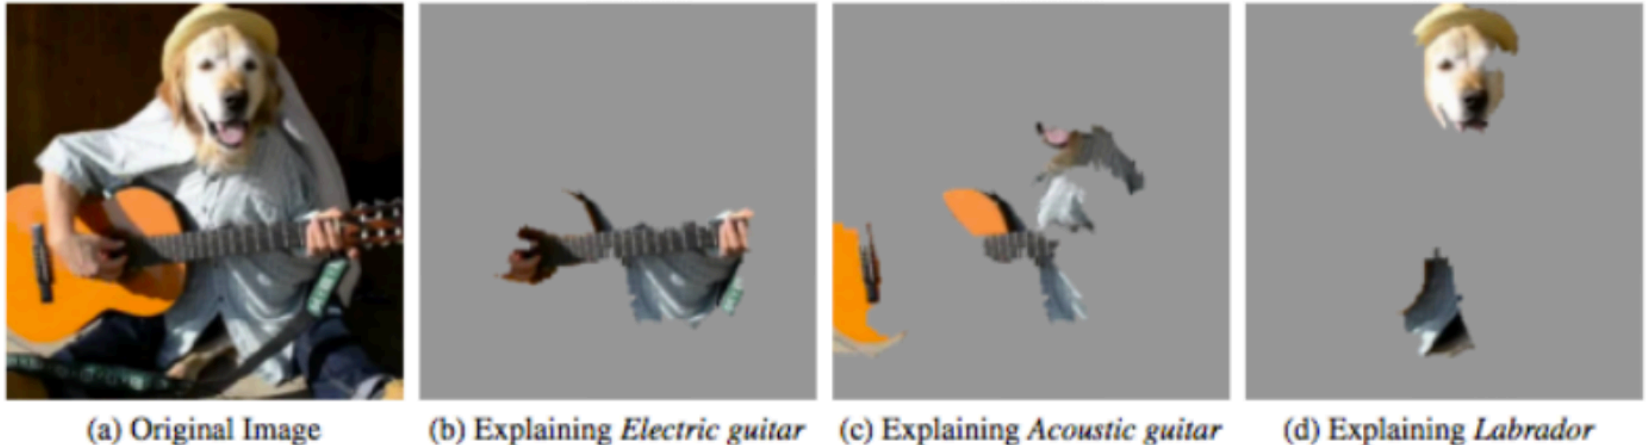 (a) Original Image
(b) Explaining Electric guitar
(c) Explaining Acoustic guitar
(d) Explaining Labrador